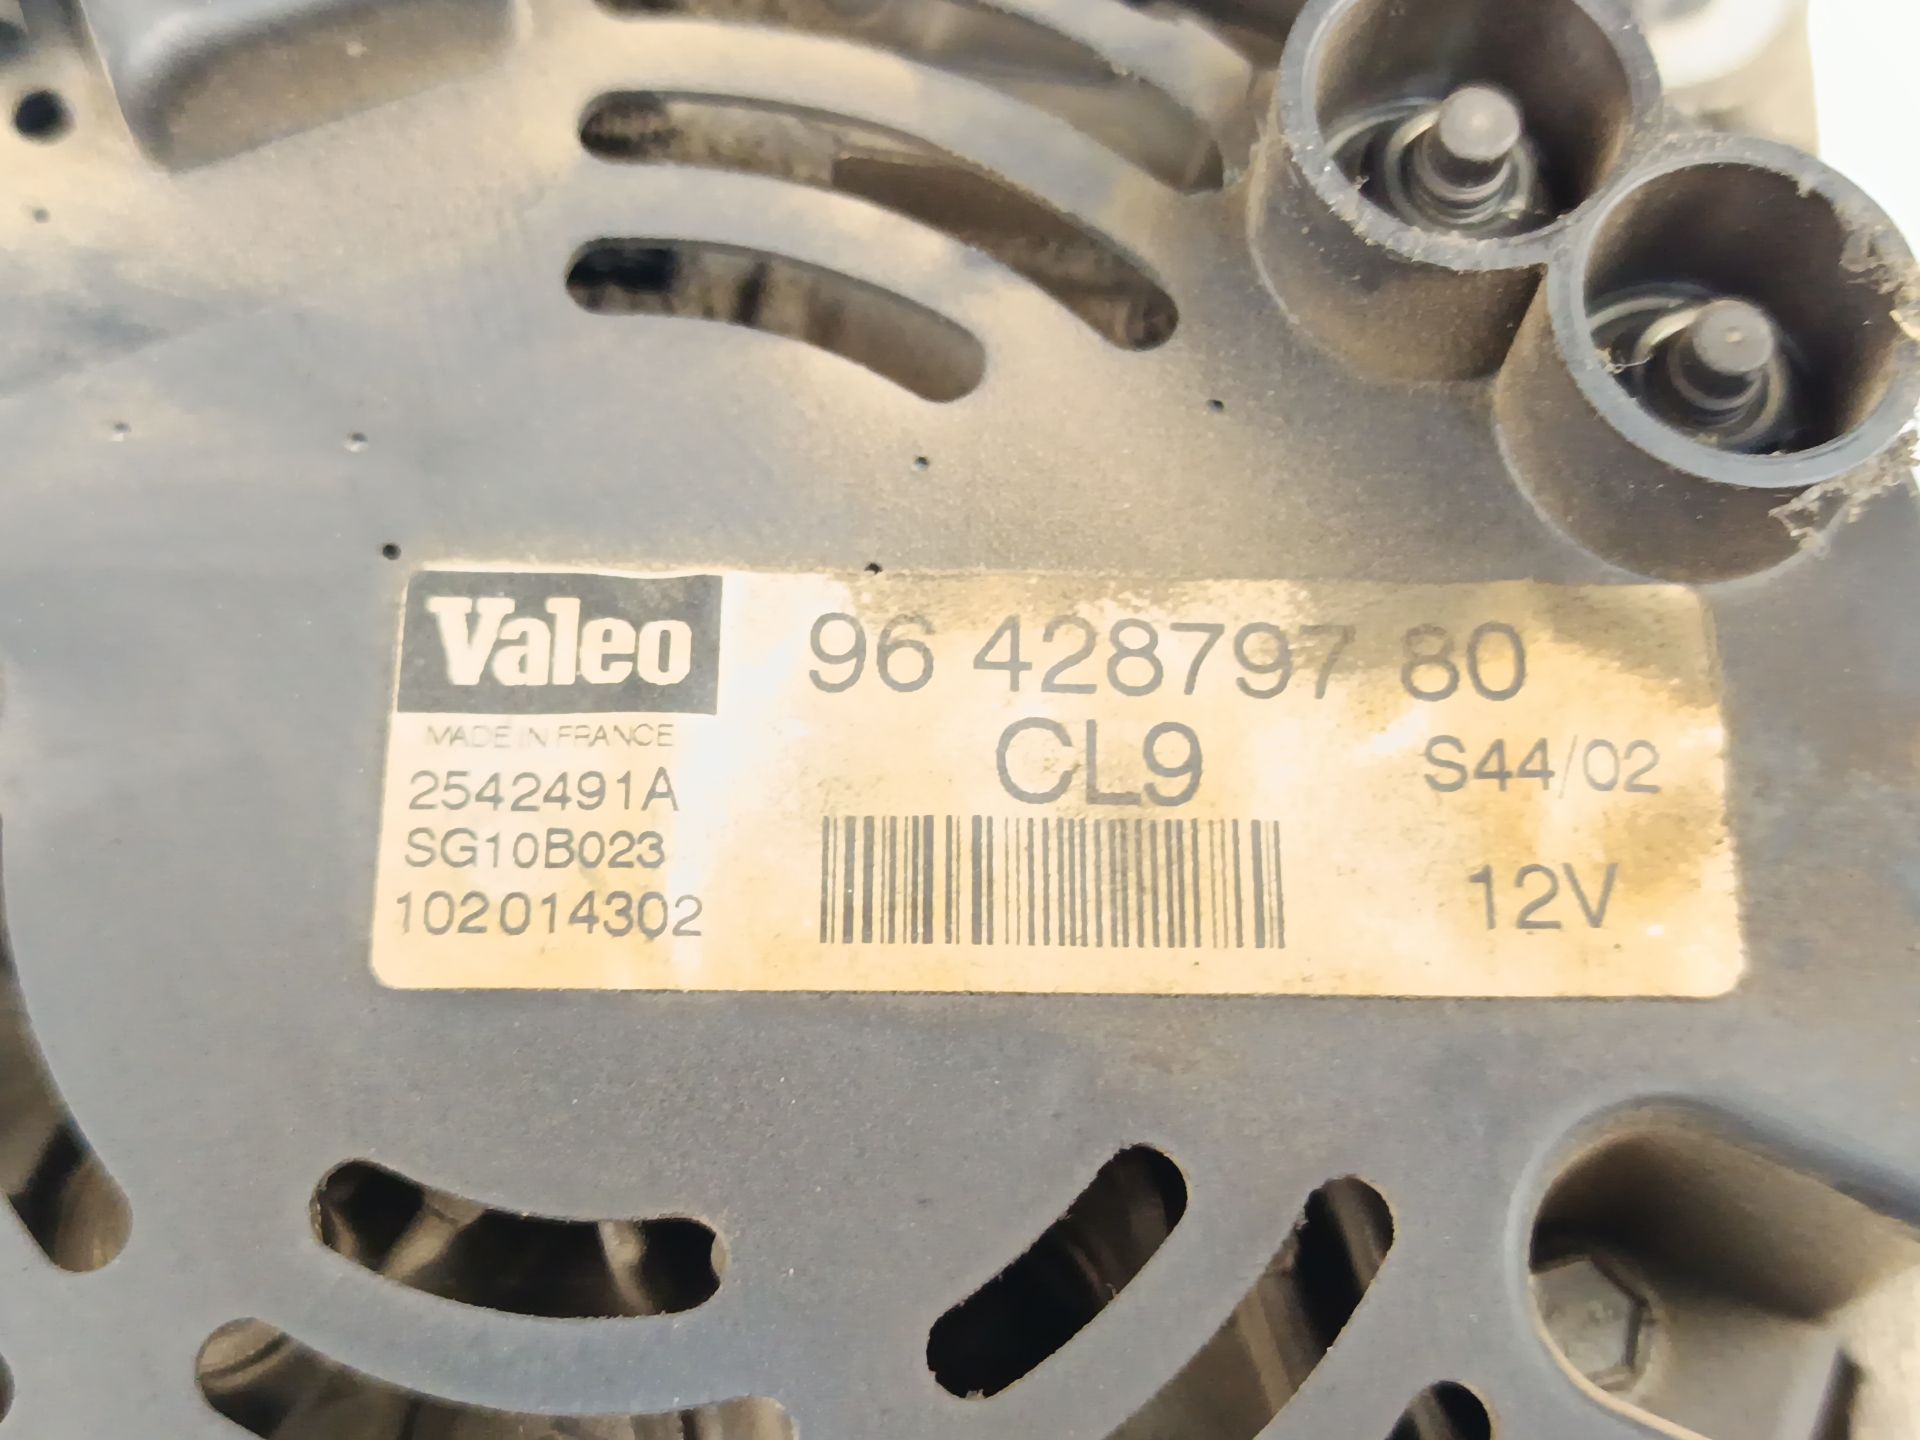 Valeo
96 428797 80
MADE IN FRANCE
CL9
S44/02
2542491A
SG10B023
12V
102014302